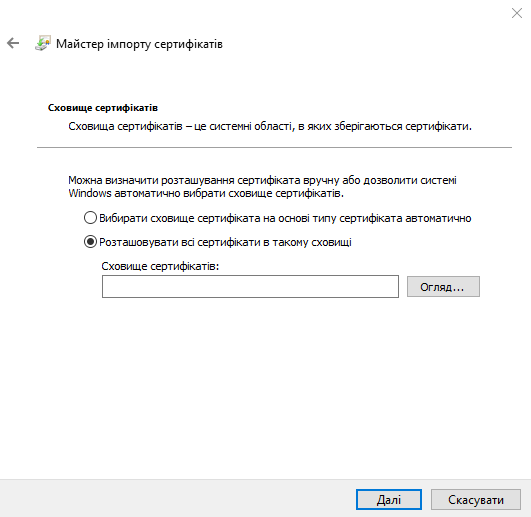 Майстер імпорту сертифікатів
Сховище сертифікатів
Сховища сертифікатів – це системні області, в яких зберігаються сертифікати.
Можна визначити розташування сертифіката вручну або дозволити системі
Windows автоматично вибрати сховище сертифікатів.
Вибирати сховище сертифіката на основі типу сертифіката автоматично
Розташовувати всі сертифікати в такому сховищі
Сховище сертифікатів:
Огляд...
Далі
Скасувати